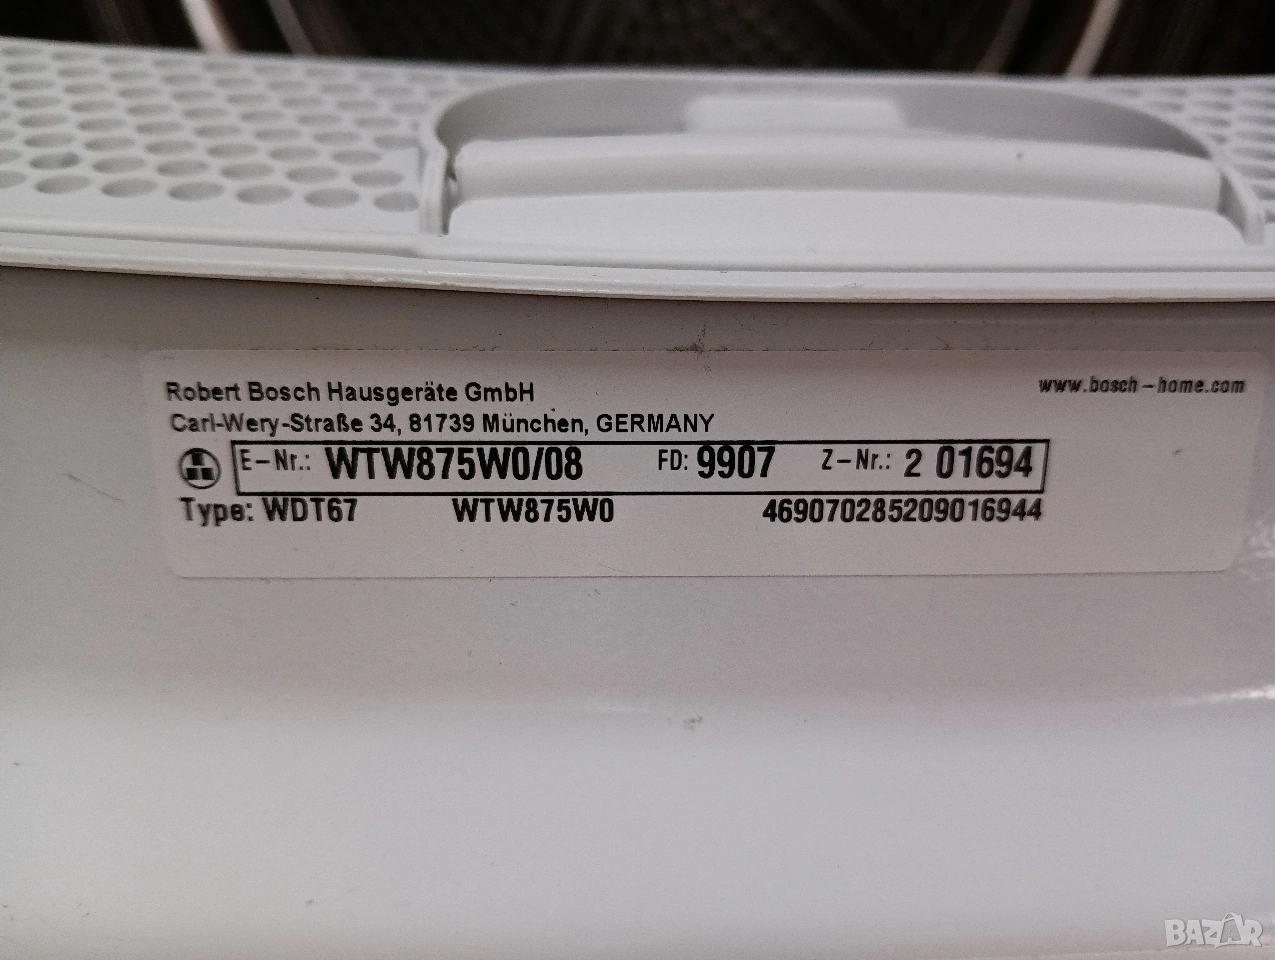 Robert Bosch Hausgeräte GmbH
www.bosch-home.com
Carl-Wery-Straße 34, 81739 München, GERMANY
E-Nr.: WTW875W0/08 FD: 9907 Z-Nr.: 2 01694
Type: WDT67 WTW875W0 469070285209016944
BAZAR